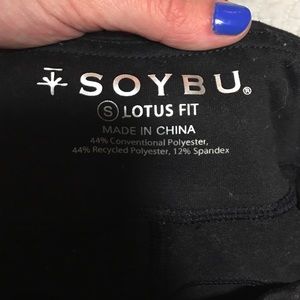 SOYBU®
S LOTUS FIT
MADE IN CHINA
44% Conventional Polyester,
44% Recycled Polyester, 12% Spandex